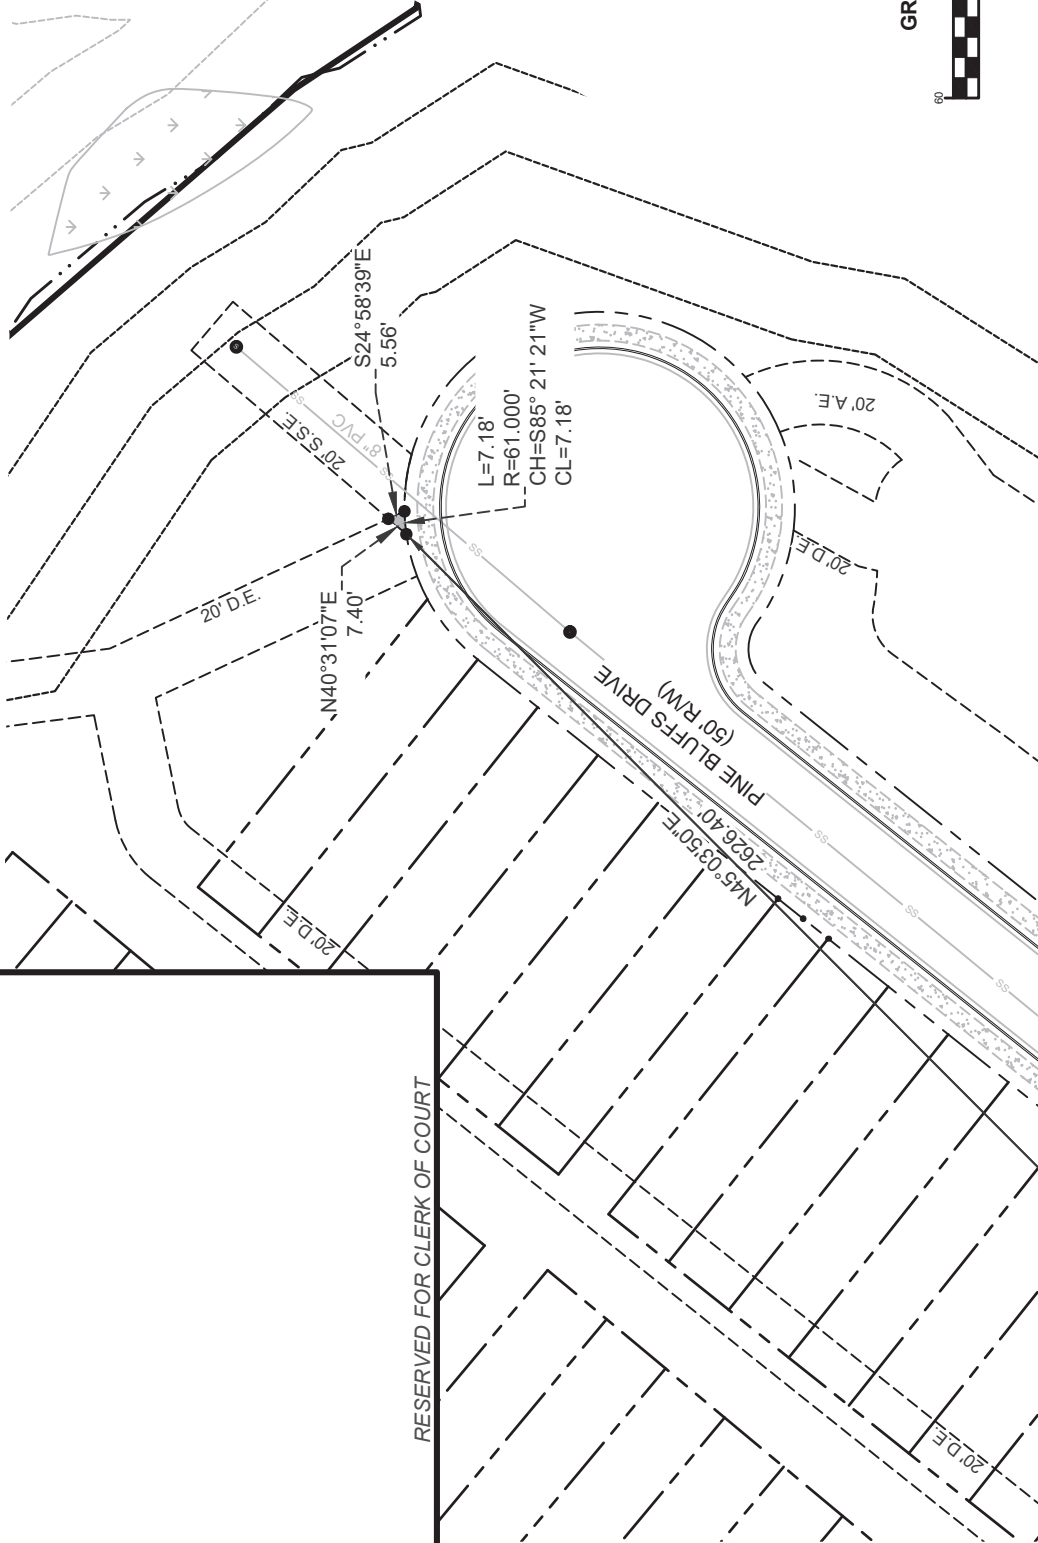 GR
60
S24°58'39"E
5.56'
ss
20' S.S.E.
8" PVC
ss
L=7.18'
R=61.000'
CH=S85° 21' 21"W
CL=7.18'
20' A.E.
20' D.E.
N40°31'07"E
7.40'
ss
20' D.E.
PINE BLUFFS DRIVE
(50' R/W)
N45°03'50"E
2626.40'
ss
20' D.E.
ss
ss
RESERVED FOR CLERK OF COURT
20' D.E.